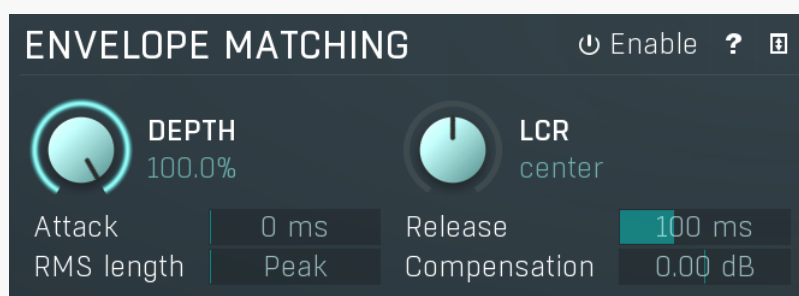 ENVELOPE MATCHING Enable ?
DEPTH LCR
100.0% center
Attack 0 ms Release 100 ms
RMS length Peak Compensation 0.00 dB